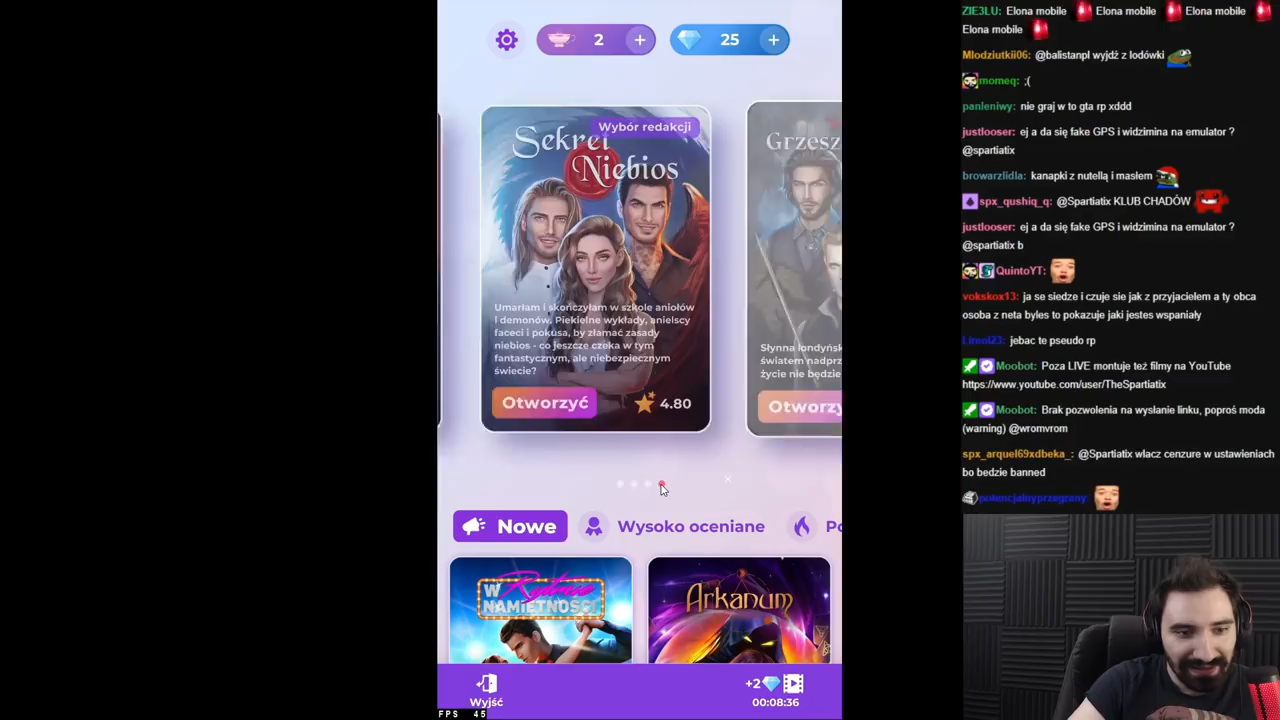 2 +
25 +
Wybór redakcji
Sekret
Niebios
Umarłam i skończyłam w szkole aniołów
i demonów. Piekielne wykłady, anielscy
faceci i pokusa, by złamać zasady
niebios - co jeszcze czeka w tym
fantastycznym, ale niebezpiecznym
świecie?
Otworzyć
4.80
Grzesz
Słynna londyńsk
światem nadprz
życie nie będzie
Otworzy
Nowe
Wysoko oceniane
Po
W Rytmie
NAMIĘTNOŚCI
Arkanum
Wyjść
+2
00:08:36
FPS 45
ZIE3LU: Elona mobile Elona mobile Elona mobile
Elona mobile
Mlodziutkii06: @balistanpl wyjdź z lodówki
momeq: ;(
panleniwy: nie graj w to gta rp xddd
justlooser: ej a da się fake GPS i widzimina na emulator ?
@spartiatix
browarzlidla: kanapki z nutellą i masłem
spx_qushiq_q: @Spartiatix KLUB CHADÓW
justlooser: ej a da się fake GPS i widzimina na emulator ?
@spartiatix b
QuintoYT:
vokskox13: ja se siedze i czuje sie jak z przyjacielem a ty obca
osoba z neta byles to pokazuje jaki jestes wspaniały
Lireol23: jebac te pseudo rp
Moobot: Poza LIVE montuje też filmy na YouTube
https://www.youtube.com/user/TheSpartiatix
Moobot: Brak pozwolenia na wysłanie linku, poproś moda
(warning) @wromvrom
spx_arquel69xdbeka_: @Spartiatix wlacz cenzure w ustawieniach
bo bedzie banned
potencjalnyprzegrany: